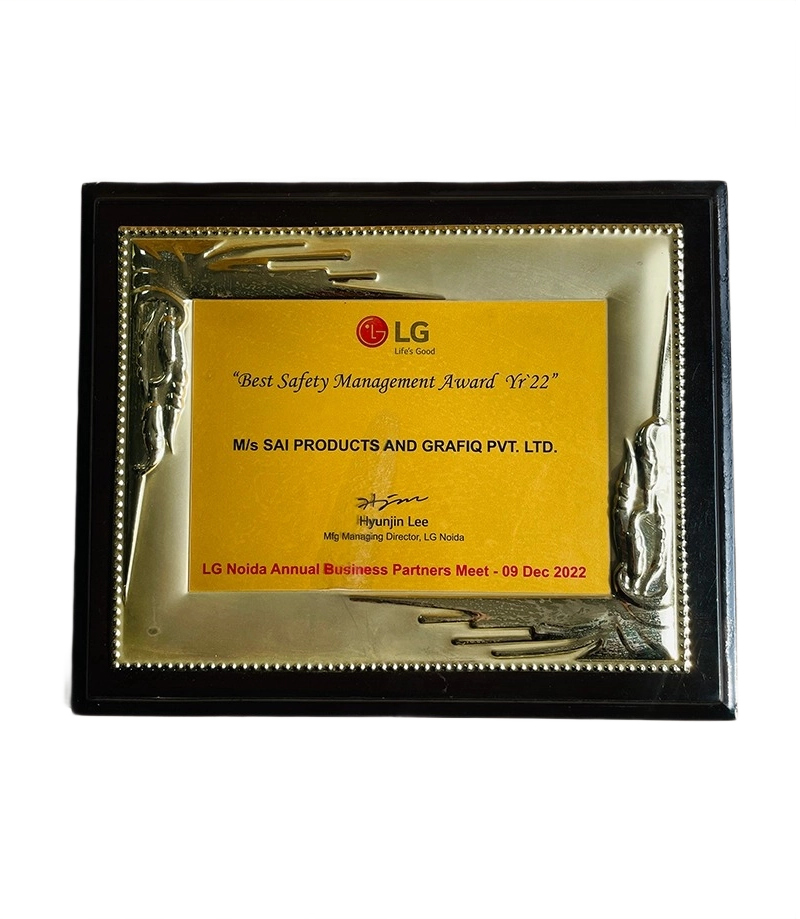 LG
Life's Good
“Best Safety Management Award Yr`22”
M/s SAI PRODUCTS AND GRAFIQ PVT. LTD.
Hyunjin Lee
Mfg Managing Director, LG Noida
LG Noida Annual Business Partners Meet - 09 Dec 2022